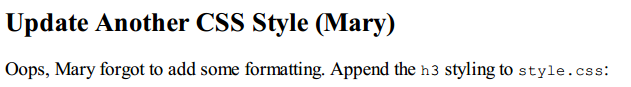 Update Another CSS Style (Mary)
Oops, Mary forgot to add some formatting. Append the h3 styling to style.css: